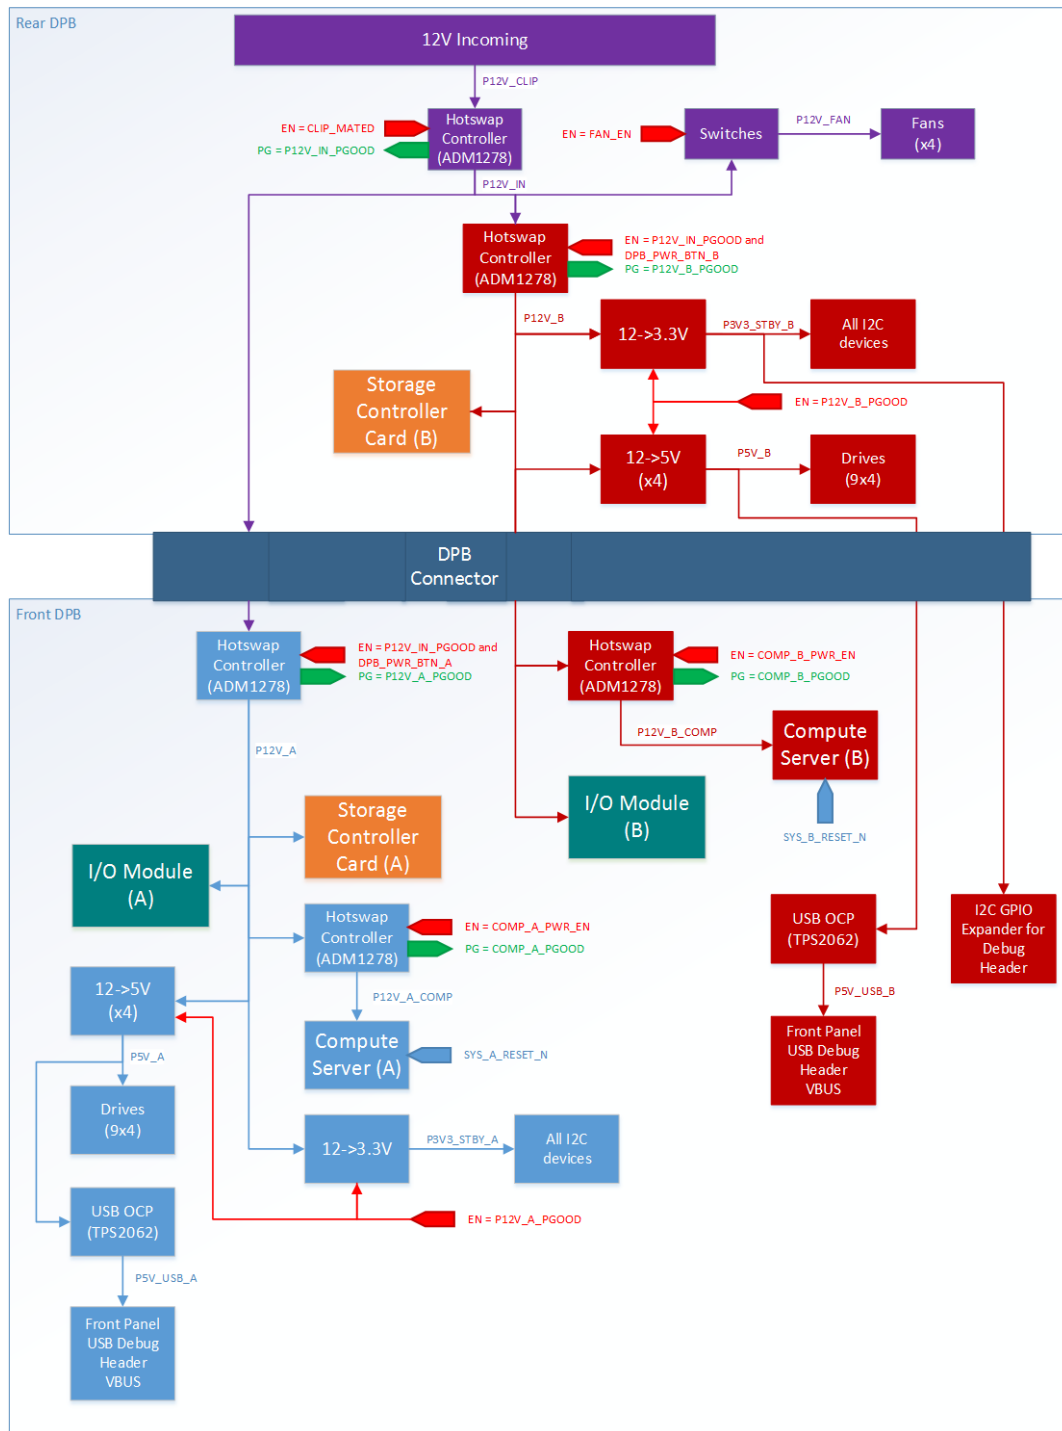 Rear DPB
12V Incoming
P12V_CLIP
Hotswap
Controller
(ADM1278)
EN = CLIP_MATED
PG = P12V_IN_PGOOD
EN = FAN_EN
Switches
P12V_FAN
Fans
(x4)
P12V_IN
Hotswap
Controller
(ADM1278)
EN = P12V_IN_PGOOD and
DPB_PWR_BTN_B
PG = P12V_B_PGOOD
P12V_B
12->3.3V
P3V3_STBY_B
All I2C
devices
Storage
Controller
Card (B)
EN = P12V_B_PGOOD
12->5V
(x4)
P5V_B
Drives
(9x4)
DPB
Connector
Front DPB
Hotswap
Controller
(ADM1278)
EN = P12V_IN_PGOOD and
DPB_PWR_BTN_A
PG = P12V_A_PGOOD
Hotswap
Controller
(ADM1278)
EN = COMP_B_PWR_EN
PG = COMP_B_PGOOD
P12V_A
P12V_B_COMP
Compute
Server (B)
SYS_B_RESET_N
I/O Module
(B)
Storage
Controller
Card (A)
I/O Module
(A)
Hotswap
Controller
(ADM1278)
EN = COMP_A_PWR_EN
PG = COMP_A_PGOOD
USB OCP
(TPS2062)
I2C GPIO
Expander for
Debug
Header
P12V_A_COMP
P5V_USB_B
12->5V
(x4)
Compute
Server (A)
SYS_A_RESET_N
Front Panel
USB Debug
Header
VBUS
P5V_A
Drives
(9x4)
12->3.3V
P3V3_STBY_A
All I2C
devices
USB OCP
(TPS2062)
EN = P12V_A_PGOOD
P5V_USB_A
Front Panel
USB Debug
Header
VBUS